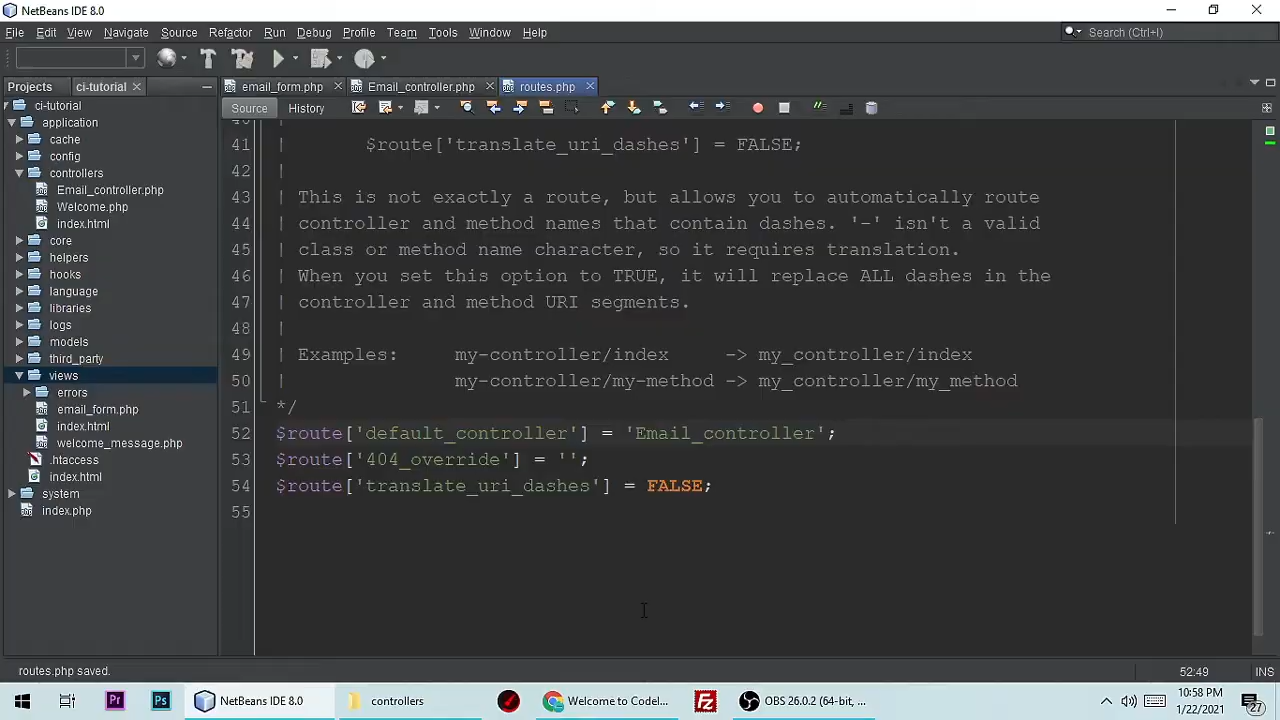 NetBeans IDE 8.0
File Edit View Navigate Source Refactor Run Debug Profile Team Tools Window Help
Search (Ctrl+I)
Projects
ci-tutorial
email_form.php
Email_controller.php
routes.php
Source
History
ci-tutorial
application
cache
config
controllers
Email_controller.php
Welcome.php
index.html
core
helpers
hooks
language
libraries
logs
models
third_party
views
errors
email_form.php
index.html
welcome_message.php
.htaccess
index.html
system
index.php
41 | $route['translate_uri_dashes'] = FALSE;
42 |
43 | This is not exactly a route, but allows you to automatically route
44 | controller and method names that contain dashes. '-' isn't a valid
45 | class or method name character, so it requires translation.
46 | When you set this option to TRUE, it will replace ALL dashes in the
47 | controller and method URI segments.
48 |
49 | Examples: my-controller/index -> my_controller/index
50 | my-controller/my-method -> my_controller/my_method
51 */
52 $route['default_controller'] = 'Email_controller';
53 $route['404_override'] = '';
54 $route['translate_uri_dashes'] = FALSE;
55
routes.php saved.
52:49
INS
Pr
Ps
NetBeans IDE 8.0
controllers
Welcome to CodeI...
Fz
OBS 26.0.2 (64-bit, ...
10:58 PM
1/22/2021
27